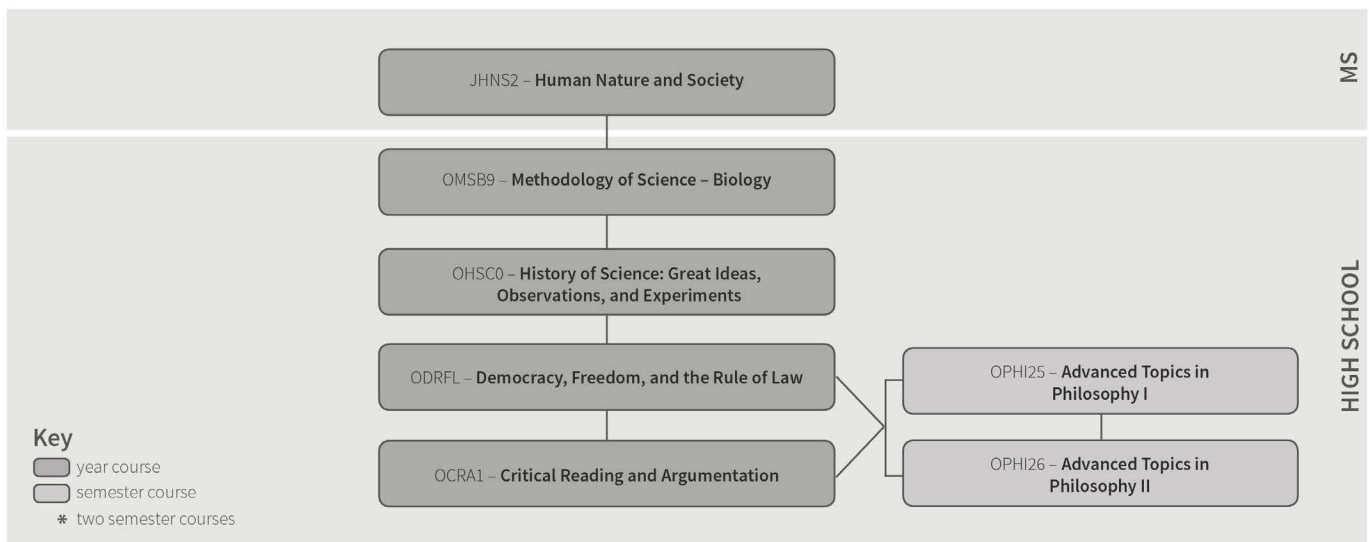 MS
JHNS2 – Human Nature and Society
OMSB9 – Methodology of Science – Biology
OHSC0 – History of Science: Great Ideas,
Observations, and Experiments
HIGH SCHOOL
ODRFL – Democracy, Freedom, and the Rule of Law
OPHI25 – Advanced Topics in
Philosophy I
OCRA1 – Critical Reading and Argumentation
OPHI26 – Advanced Topics in
Philosophy II
Key
year course
semester course
* two semester courses